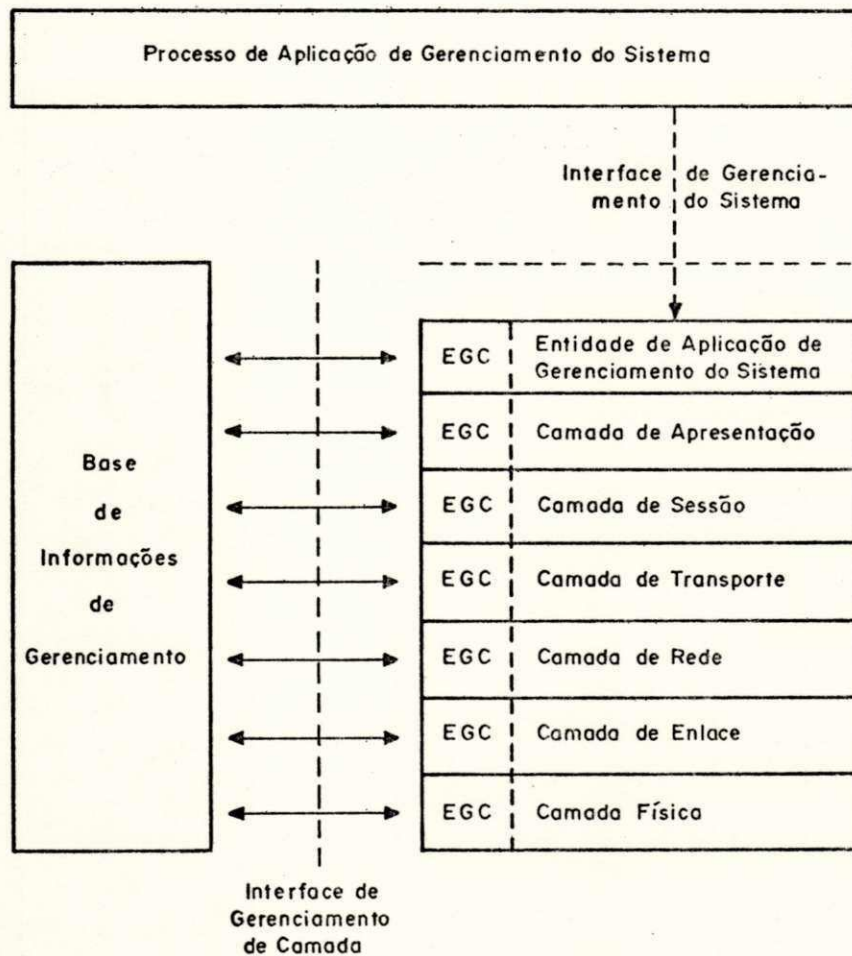 Processo de Aplicação de Gerenciamento do Sistema
Interface de Gerencia-
mento do Sistema
Base
de
Informações
de
Gerenciamento
EGC Entidade de Aplicação de
Gerenciamento do Sistema
EGC Camada de Apresentação
EGC Camada de Sessão
EGC Camada de Transporte
EGC Camada de Rede
EGC Camada de Enlace
EGC Camada Física
Interface de
Gerenciamento
de Camada